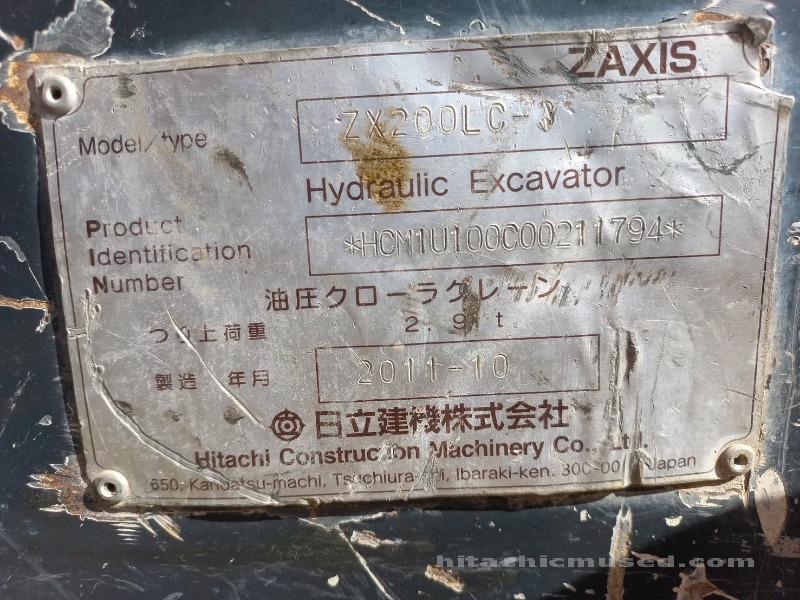 ZAXIS
Model/type ZX200LC-3
Hydraulic Excavator
Product
Identification *HCM1U100C00211794*
Number
油圧クローラクレーン
つり上荷重 2.9 t
製造 年月 2011-10
日立建機株式会社
Hitachi Construction Machinery Co., Ltd.
650, Kandatsu-machi, Tsuchiura-shi, Ibaraki-ken. Japan
hitachicmused.com